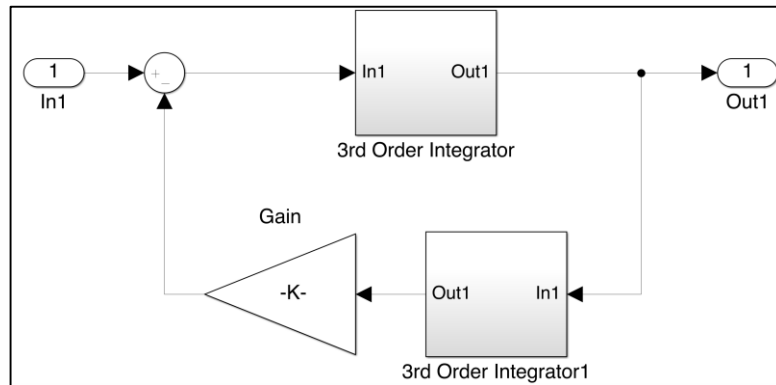 1
In1
+
−
In1
Out1
3rd Order Integrator
1
Out1
Gain
-K-
Out1
In1
3rd Order Integrator1